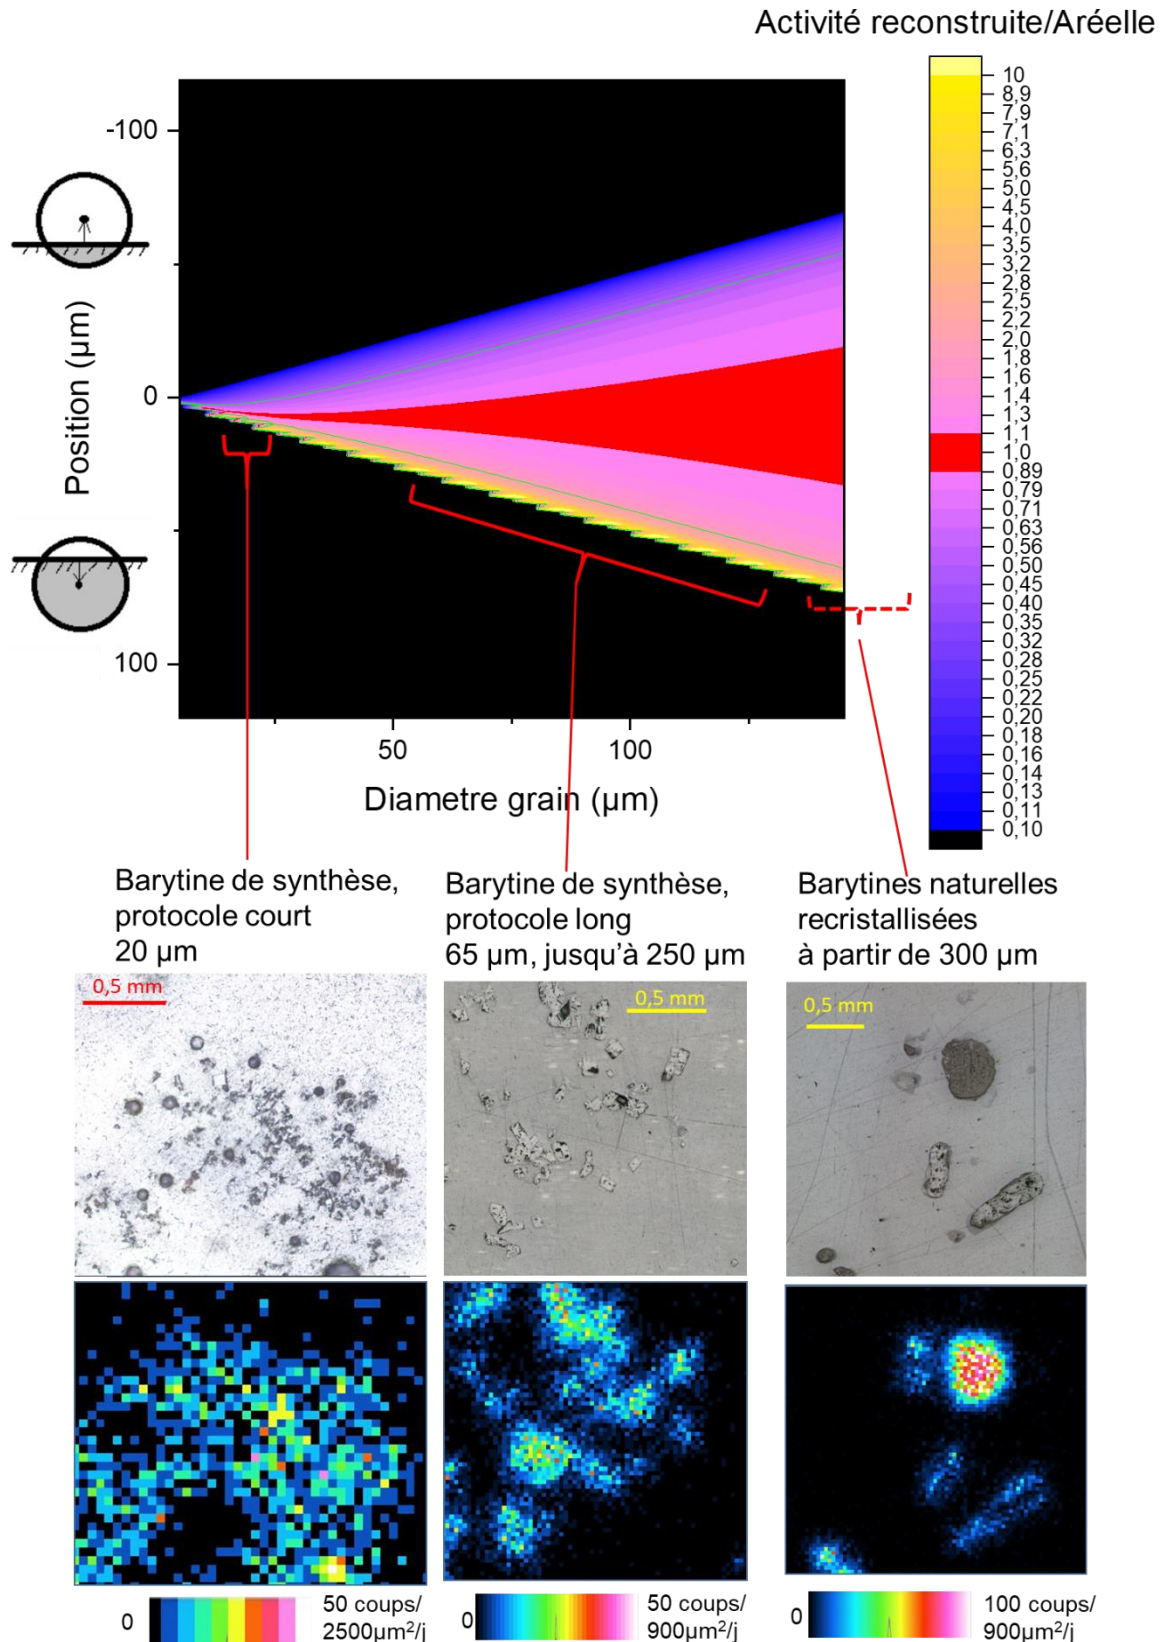 Activité reconstruite/Aréelle
-100
0
100
Position (µm)
50
100
Diametre grain (µm)
10
8,9
7,9
7,1
6,3
5,6
5,0
4,5
4,0
3,5
3,2
2,8
2,5
2,2
2,0
1,8
1,6
1,4
1,3
1,1
1,0
0,89
0,79
0,71
0,63
0,56
0,50
0,45
0,40
0,35
0,32
0,28
0,25
0,22
0,20
0,18
0,16
0,14
0,13
0,11
0,10
Barytine de synthèse,
protocole court
20 µm
Barytine de synthèse,
protocole long
65 µm, jusqu'à 250 µm
Barytines naturelles
recristallisées
à partir de 300 µm
0,5 mm
0,5 mm
0,5 mm
0
50 coups/
2500µm²/j
0
50 coups/
900µm²/j
0
100 coups/
900µm²/j